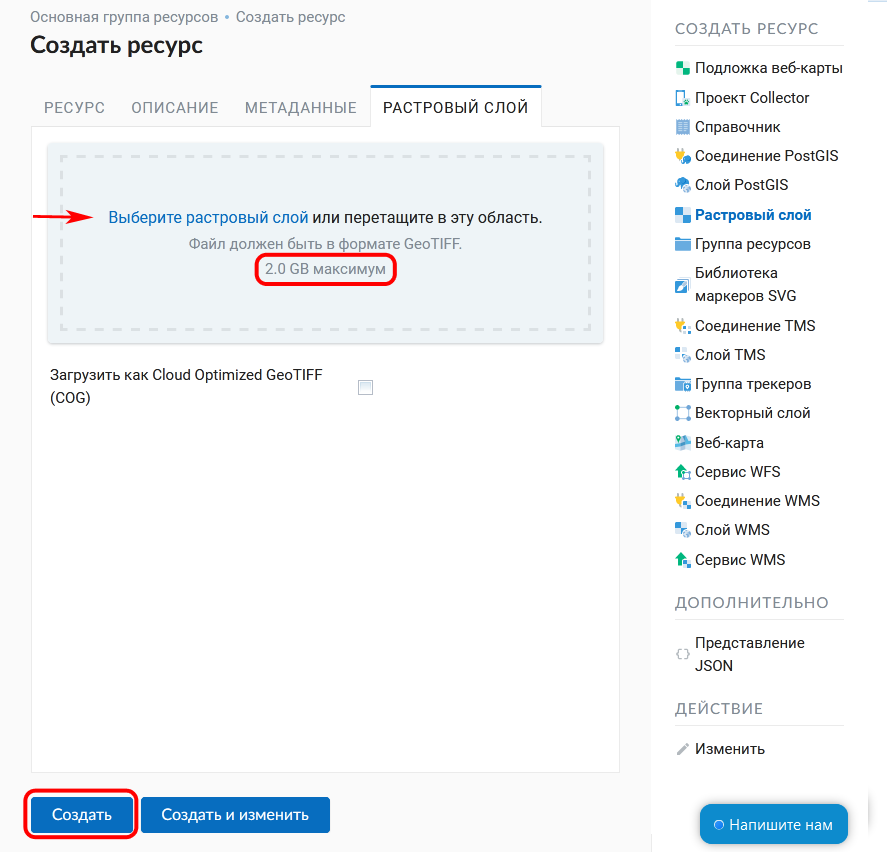 Основная группа ресурсов • Создать ресурс
Создать ресурс
РЕСУРС ОПИСАНИЕ МЕТАДАННЫЕ РАСТРОВЫЙ СЛОЙ
Выберите растровый слой или перетащите в эту область.
Файл должен быть в формате GeoTIFF.
2.0 GB максимум
Загрузить как Cloud Optimized GeoTIFF
(COG)
Создать Создать и изменить
СОЗДАТЬ РЕСУРС
Подложка веб-карты
Проект Collector
Справочник
Соединение PostGIS
Слой PostGIS
Растровый слой
Группа ресурсов
Библиотека
маркеров SVG
Соединение TMS
Слой TMS
Группа трекеров
Векторный слой
Веб-карта
Сервис WFS
Соединение WMS
Слой WMS
Сервис WMS
ДОПОЛНИТЕЛЬНО
Представление
JSON
ДЕЙСТВИЕ
Изменить
Напишите нам